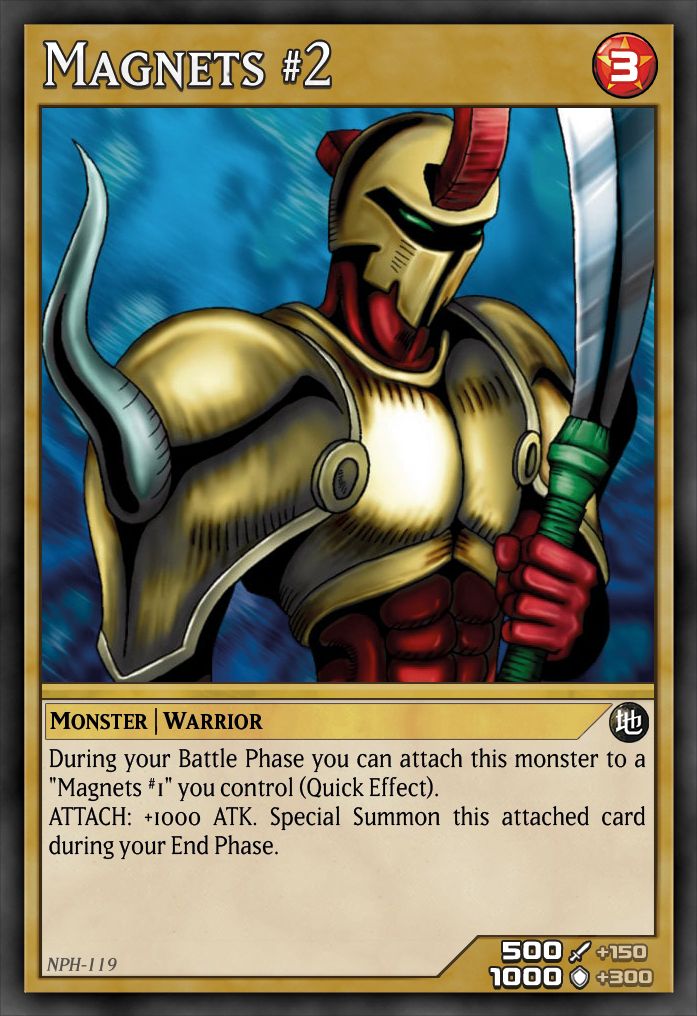 Magnets #2
3
Monster | Warrior
During your Battle Phase you can attach this monster to a
"Magnets #1" you control (Quick Effect).
ATTACH: +1000 ATK. Special Summon this attached card
during your End Phase.
500 +150
NPH-119
1000 +300